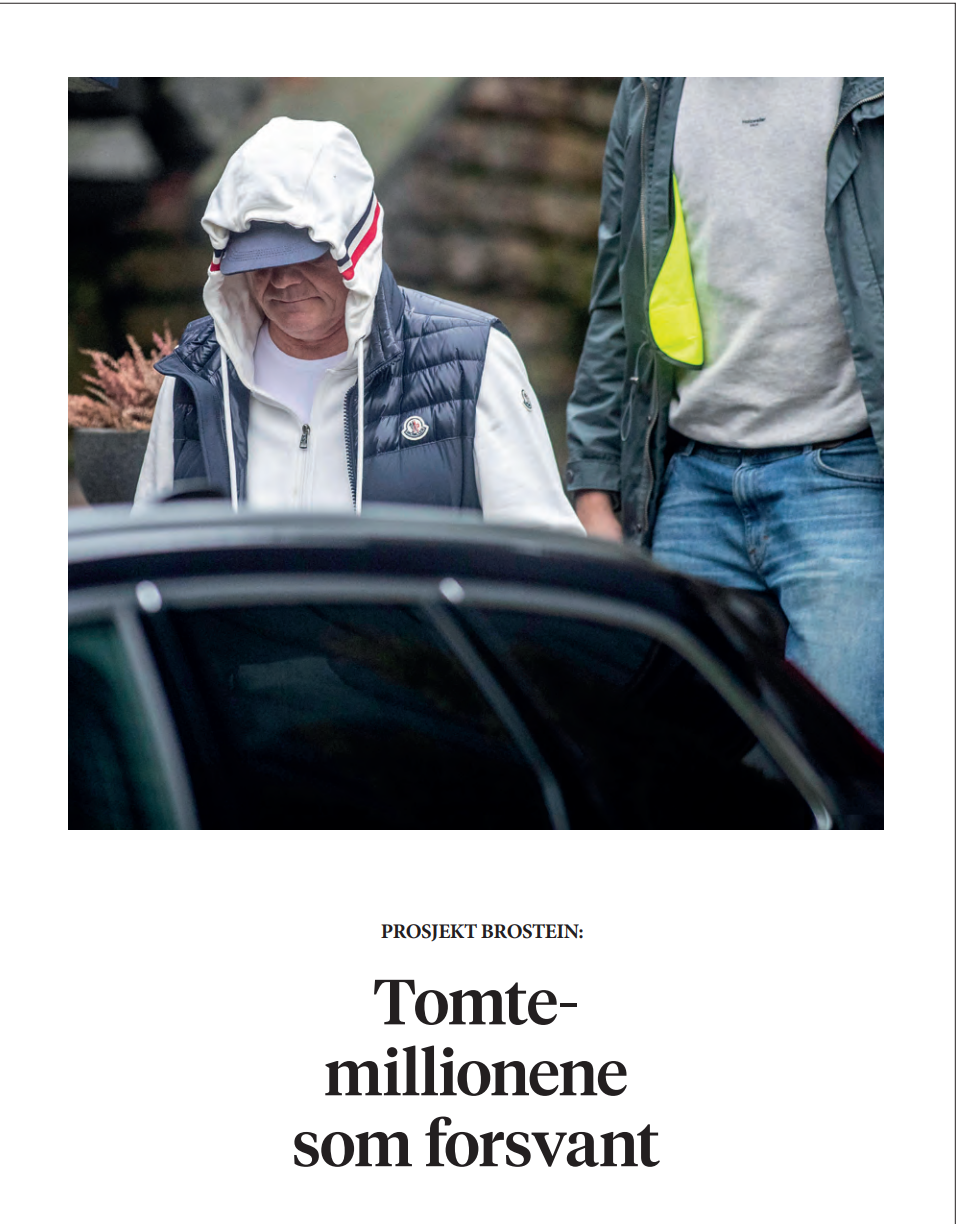 PROSJEKT BROSTEIN:
Tomte-
millionene
som forsvant